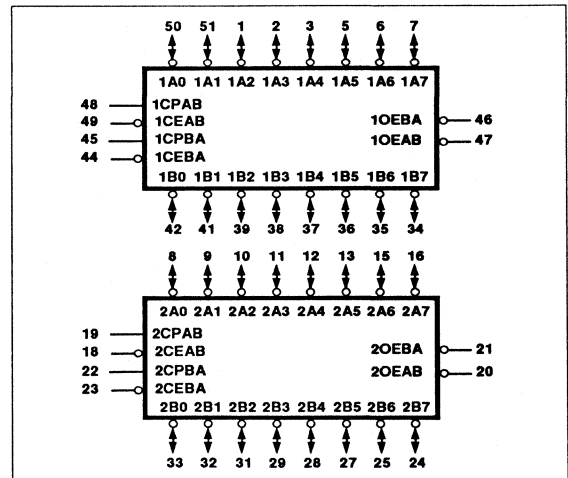 50 51 1 2 3 5 6 7
1A0 1A1 1A2 1A3 1A4 1A5 1A6 1A7
48 1CPAB
49 1CEAB 1OEBA 46
45 1CPBA 1OEAB 47
44 1CEBA
1B0 1B1 1B2 1B3 1B4 1B5 1B6 1B7
42 41 39 38 37 36 35 34
8 9 10 11 12 13 15 16
2A0 2A1 2A2 2A3 2A4 2A5 2A6 2A7
19 2CPAB
18 2CEAB 2OEBA 21
22 2CPBA 2OEAB 20
23 2CEBA
2B0 2B1 2B2 2B3 2B4 2B5 2B6 2B7
33 32 31 29 28 27 25 24